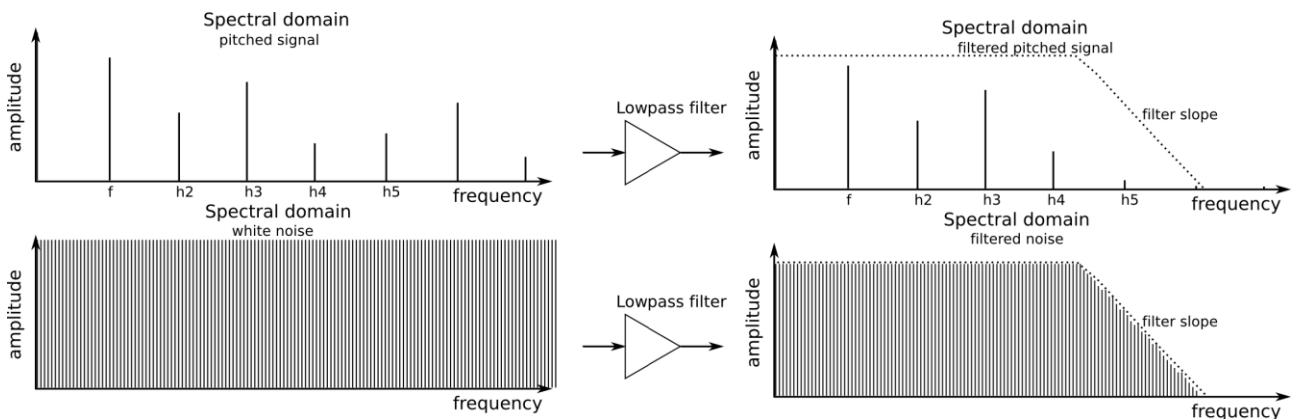 Spectral domain
pitched signal
amplitude
f h2 h3 h4 h5 frequency
Lowpass filter
Spectral domain
filtered pitched signal
amplitude
filter slope
f h2 h3 h4 h5 frequency
Spectral domain
white noise
amplitude
frequency
Lowpass filter
Spectral domain
filtered noise
amplitude
filter slope
frequency